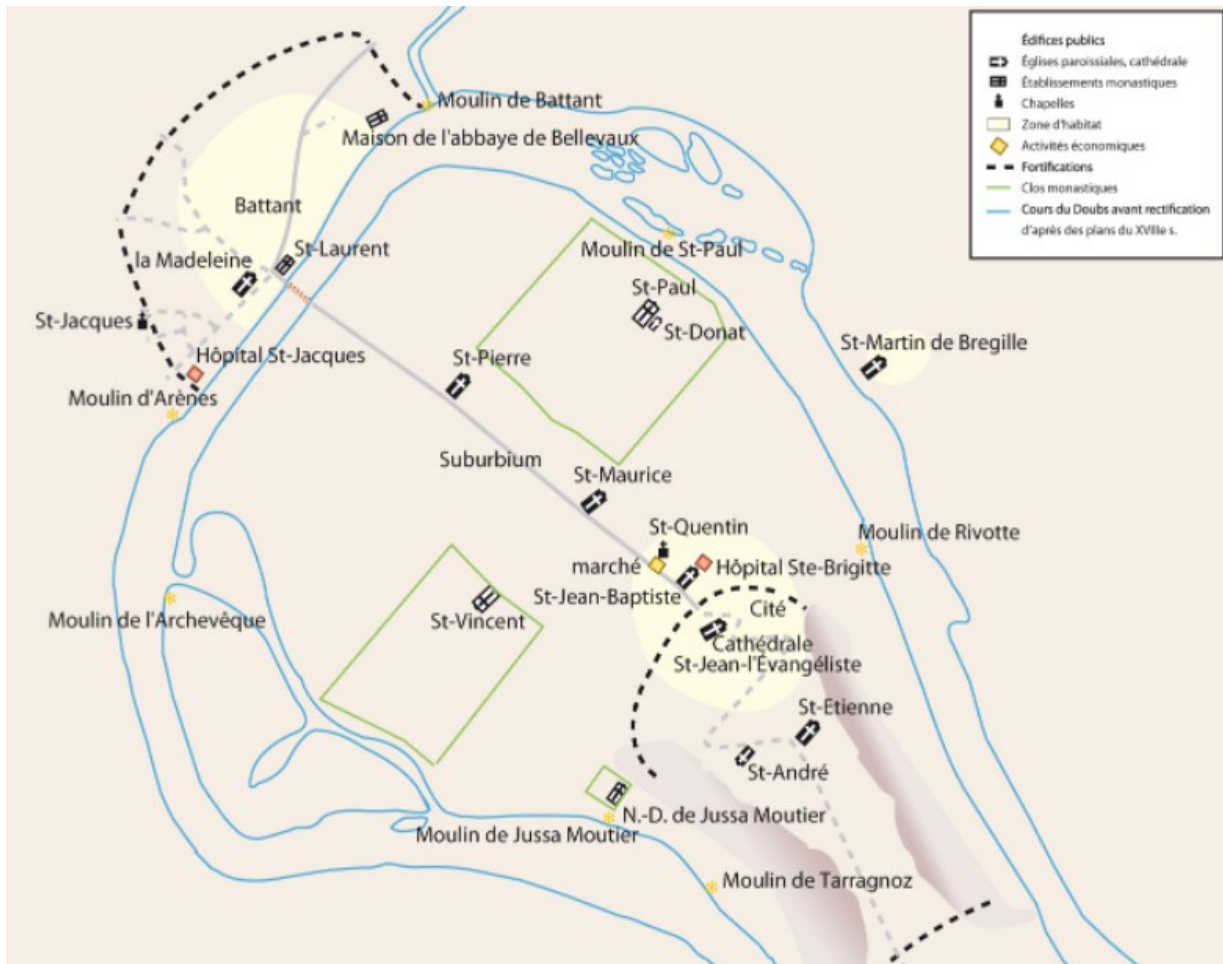 Édifices publics
Églises paroissiales, cathédrale
Établissements monastiques
Chapelles
Zone d'habitat
Activités économiques
Fortifications
Clos monastiques
Cours du Doubs avant rectification
d'après des plans du XVIIIe s.
Moulin de Battant
Maison de l'abbaye de Bellevaux
Battant
St-Laurent
la Madeleine
Moulin de St-Paul
St-Paul
St-Jacques
St-Donat
St-Martin de Bregille
Hôpital St-Jacques
St-Pierre
Moulin d'Arènes
Suburbium
St-Maurice
St-Quentin
Moulin de Rivotte
marché
Hôpital Ste-Brigitte
St-Jean-Baptiste
Cité
Moulin de l'Archevêque
St-Vincent
Cathédrale
St-Jean-l'Évangéliste
St-Etienne
St-André
N.-D. de Jussa Moutier
Moulin de Jussa Moutier
Moulin de Tarragnoz